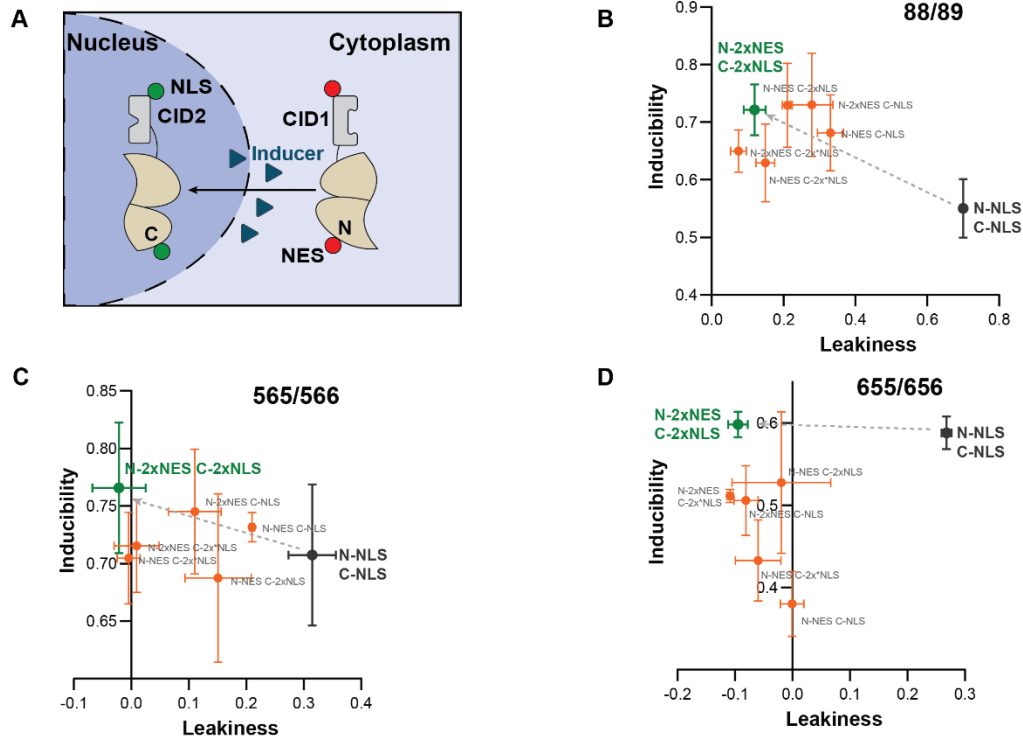 A
Nucleus
Cytoplasm
NLS
CID2
CID1
Inducer
C
N
NES
B
88/89
Inducibility
0.9
0.8
0.7
0.6
0.5
0.4
N-2xNES
C-2xNLS
N-NES C-2xNLS
N-2xNES C-NLS
N-NES C-NLS
N-2xNES C-2x*NLS
N-NES C-2x*NLS
N-NLS
C-NLS
0.0
0.2
0.4
0.6
0.8
Leakiness
C
565/566
Inducibility
0.85
0.80
0.75
0.70
0.65
N-2xNES C-2xNLS
N-2xNES C-NLS
N-NES C-NLS
N-2xNES C-2x*NLS
N-NES C-2x*NLS
N-NES C-2xNLS
N-NLS
C-NLS
-0.1
0.0
0.1
0.2
0.3
0.4
Leakiness
D
655/656
Inducibility
0.6
0.5
0.4
N-2xNES
C-2xNLS
N-NLS
C-NLS
N-NES C-2xNLS
N-2xNES
C-2x*NLS
N-2xNES C-NLS
N-NES C-2x*NLS
N-NES C-NLS
-0.2
-0.1
0.0
0.1
0.2
0.3
Leakiness